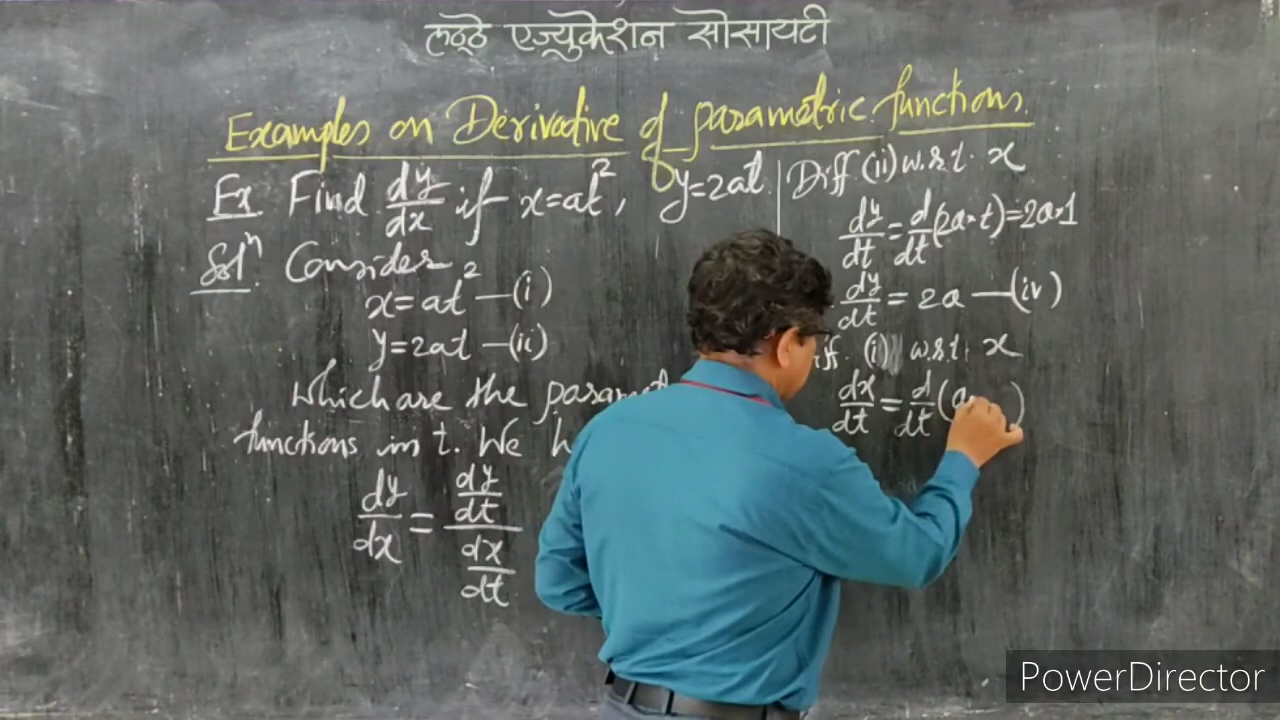 लठ्ठे एज्युकेशन सोसायटी
Examples on Derivative of parametric functions.
Ex. Find dy/dx if x=at², y=2at.
Solⁿ. Consider
x=at² —(i)
y=2at —(ii)
which are the
functions in t. We
dy/dx = (dy/dt)/(dx/dt)
Diff (ii) w.r.t. x
dy/dt = d/dt(2a×t)=2a×1
dy/dt = 2a —(iv)
(i) w.r.t. x
dx/dt = d/dt(a )
PowerDirector